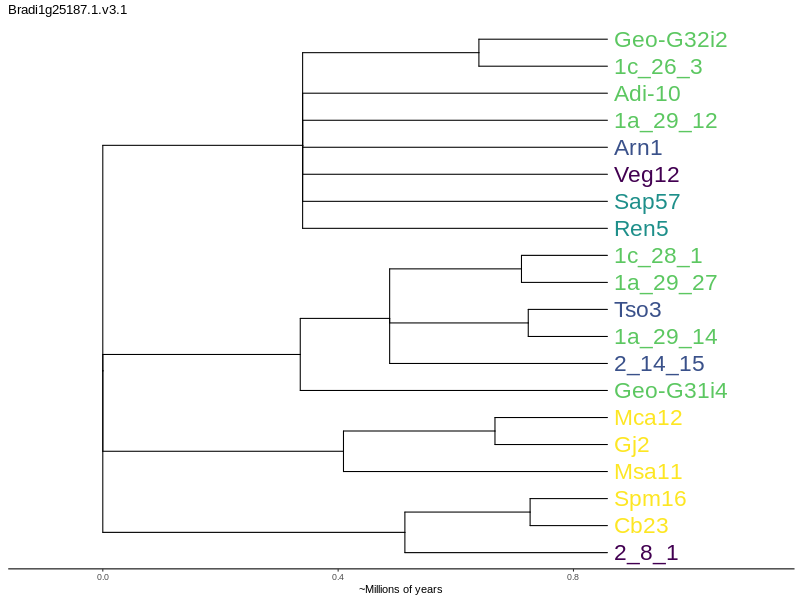 Bradi1g25187.1.v3.1
Geo-G32i2
1c_26_3
Adi-10
1a_29_12
Arn1
Veg12
Sap57
Ren5
1c_28_1
1a_29_27
Tso3
1a_29_14
2_14_15
Geo-G31i4
Mca12
Gj2
Msa11
Spm16
Cb23
2_8_1
0.0 0.4 0.8
~Millions of years